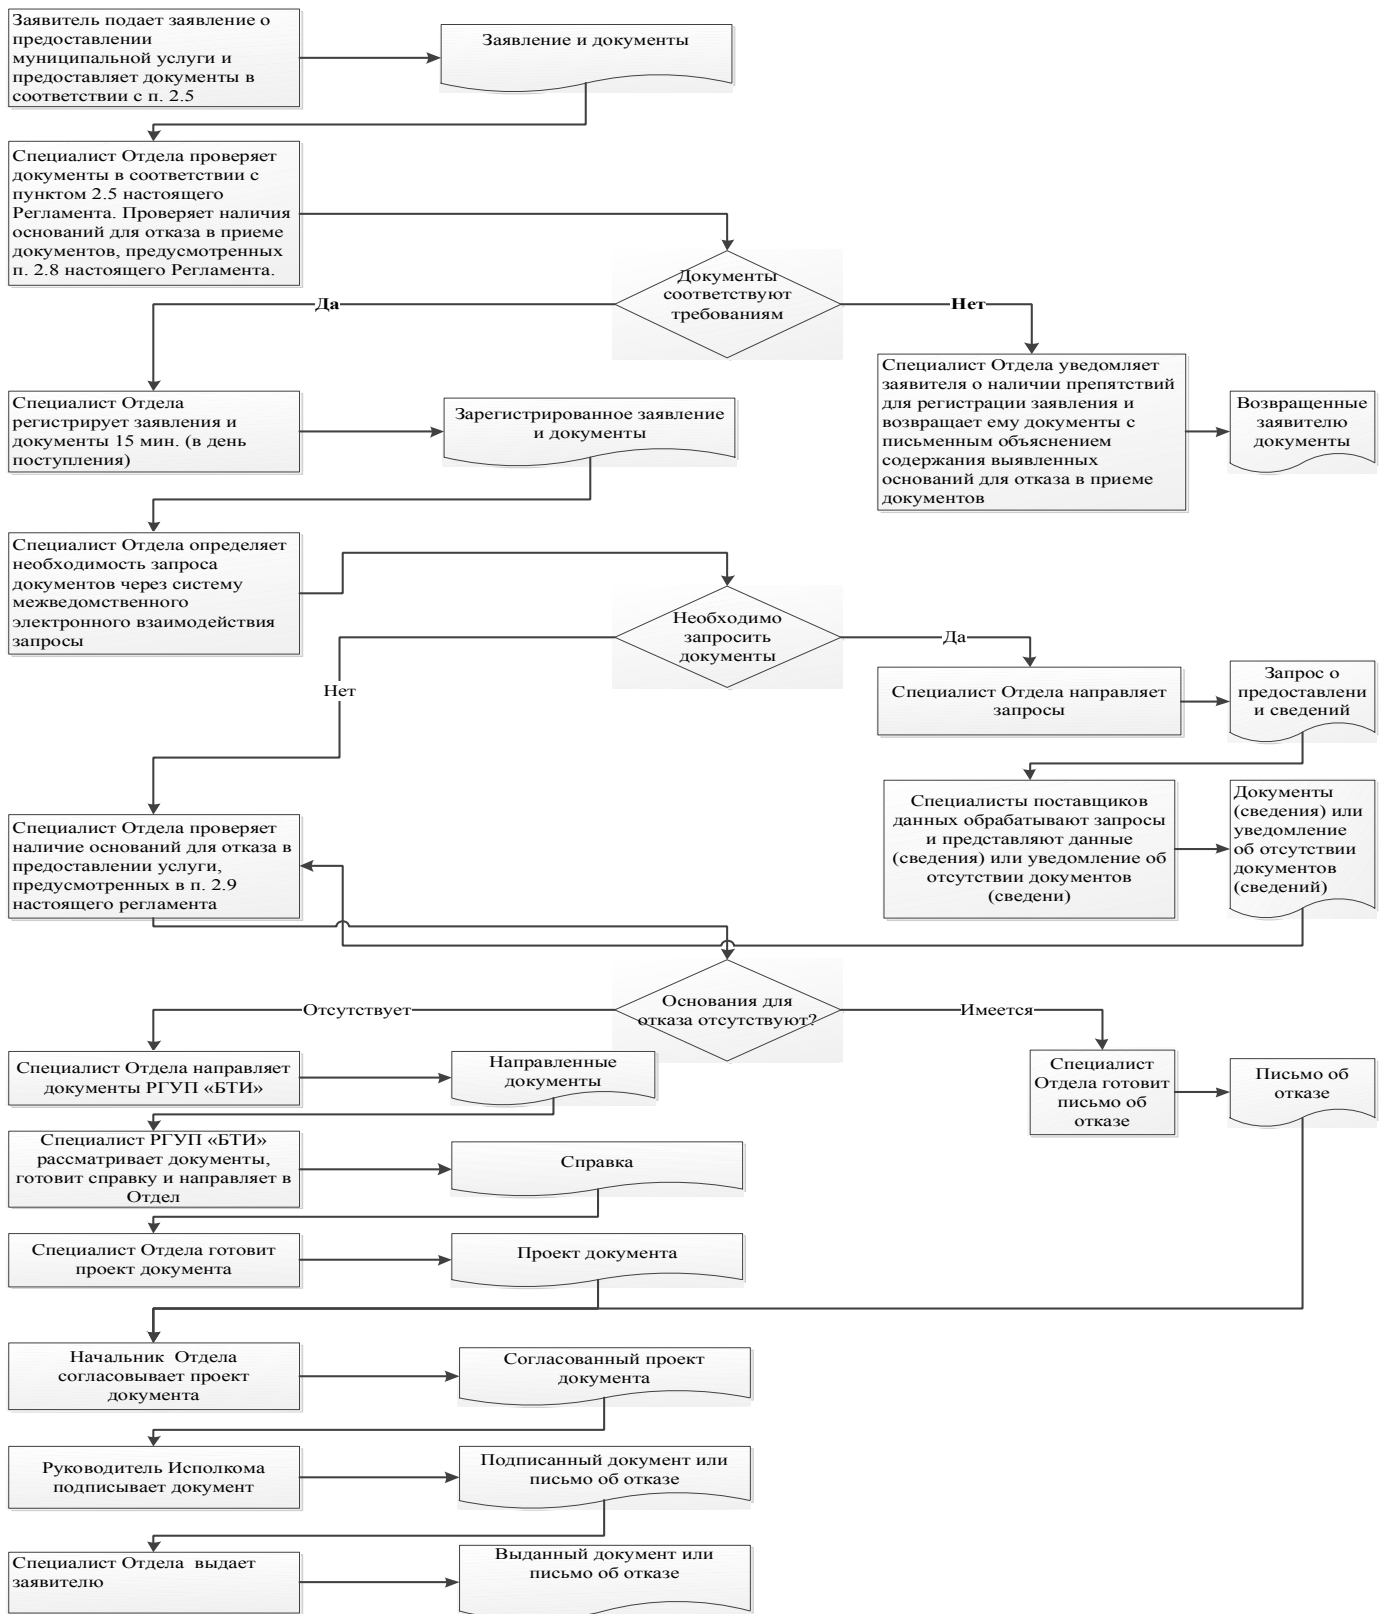 Заявитель подает заявление о
предоставлении
муниципальной услуги и
предоставляет документы в
соответствии с п. 2.5
Заявление и документы
Специалист Отдела проверяет
документы в соответствии с
пунктом 2.5 настоящего
Регламента. Проверяет наличия
оснований для отказа в приеме
документов, предусмотренных
п. 2.8 настоящего Регламента.
Документы
соответствуют
требованиям
Да
Нет
Специалист Отдела уведомляет
заявителя о наличии препятствий
для регистрации заявления и
возвращает ему документы с
письменным объяснением
содержания выявленных
оснований для отказа в приеме
документов
Возвращенные
заявителю
документы
Специалист Отдела
регистрирует заявления и
документы 15 мин. (в день
поступления)
Зарегистрированное заявление
и документы
Специалист Отдела определяет
необходимость запроса
документов через систему
межведомственного
электронного взаимодействия
запросы
Необходимо
запросить
документы
Да
Нет
Специалист Отдела направляет
запросы
Запрос о
предоставлени
и сведений
Специалисты поставщиков
данных обрабатывают запросы
и представляют данные
(сведения) или уведомление об
отсутствии документов
(сведени)
Документы
(сведения) или
уведомление
об отсутствии
документов
(сведений)
Специалист Отдела проверяет
наличие оснований для отказа в
предоставлении услуги,
предусмотренных в п. 2.9
настоящего регламента
Основания для
отказа отсутствуют?
Отсутствует
Имеется
Специалист Отдела направляет
документы РГУП «БТИ»
Направленные
документы
Специалист
Отдела готовит
письмо об
отказе
Письмо об
отказе
Специалист РГУП «БТИ»
рассматривает документы,
готовит справку и направляет в
Отдел
Справка
Специалист Отдела готовит
проект документа
Проект документа
Начальник  Отдела
согласовывает проект
документа
Согласованный проект
документа
Руководитель Исполкома
подписывает документ
Подписанный документ или
письмо об отказе
Специалист Отдела  выдает
заявителю
Выданный документ или
письмо об отказе